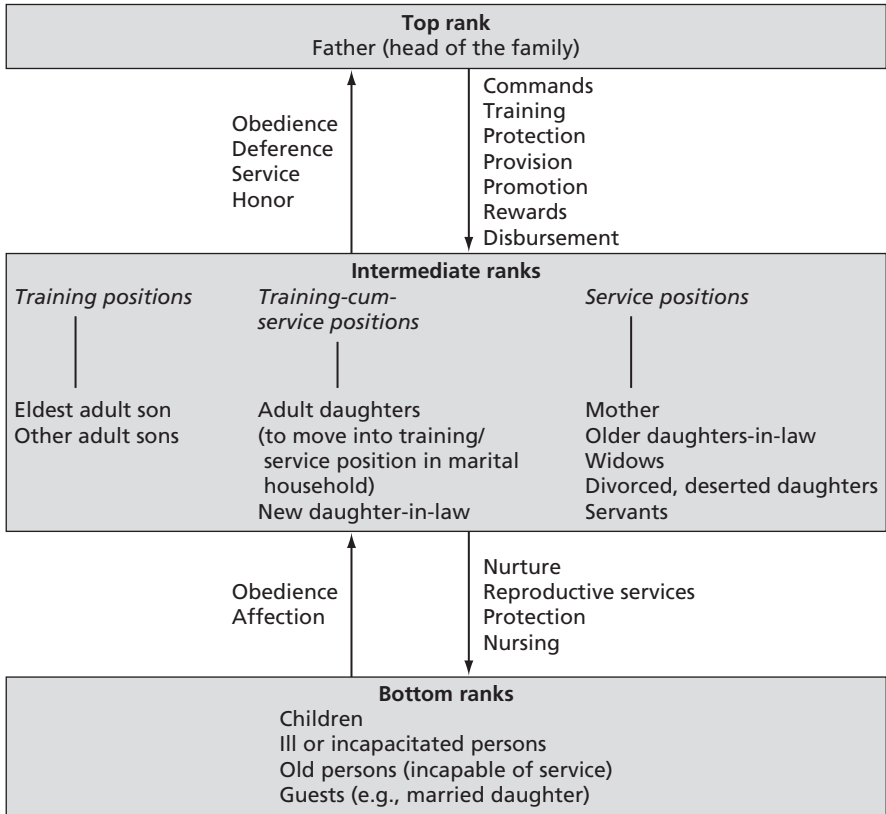 Top rank
Father (head of the family)
Obedience
Deference
Service
Honor
Commands
Training
Protection
Provision
Promotion
Rewards
Disbursement
Intermediate ranks
Training positions
Eldest adult son
Other adult sons
Training-cum-
service positions
Adult daughters
(to move into training/
service position in marital
household)
New daughter-in-law
Service positions
Mother
Older daughters-in-law
Widows
Divorced, deserted daughters
Servants
Obedience
Affection
Nurture
Reproductive services
Protection
Nursing
Bottom ranks
Children
Ill or incapacitated persons
Old persons (incapable of service)
Guests (e.g., married daughter)